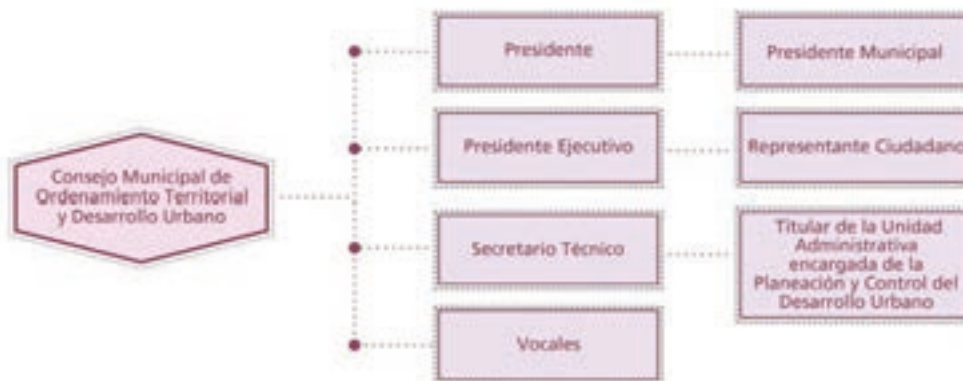 Consejo Municipal de
Ordenamiento Territorial
y Desarrollo Urbano
Presidente
Presidente Municipal
Presidente Ejecutivo
Representante Ciudadano
Secretario Técnico
Titular de la Unidad
Administrativa
encargada de la
Planeación y Control del
Desarrollo Urbano
Vocales